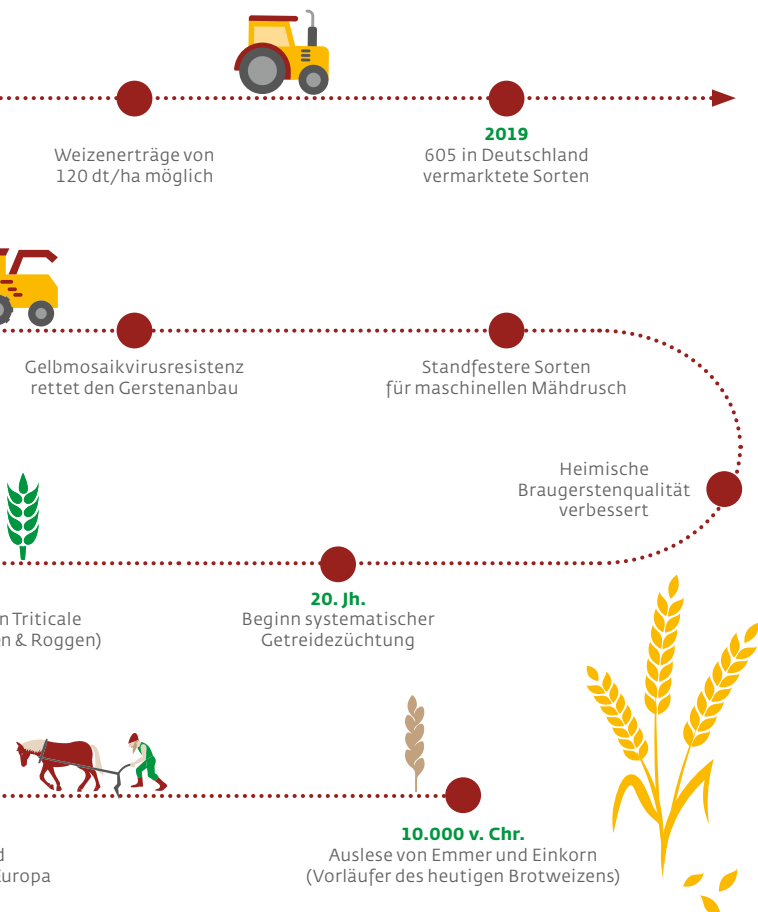 Weizenerträge von
120 dt/ha möglich
2019
605 in Deutschland
vermarktete Sorten
Gelbmosaikvirusresistenz
rettet den Gerstenanbau
Standfestere Sorten
für maschinellen Mähdrusch
Heimische
Braugerstenqualität
verbessert
n Triticale
n & Roggen)
20. Jh.
Beginn systematischer
Getreidezüchtung
d
Europa
10.000 v. Chr.
Auslese von Emmer und Einkorn
(Vorläufer des heutigen Brotweizens)